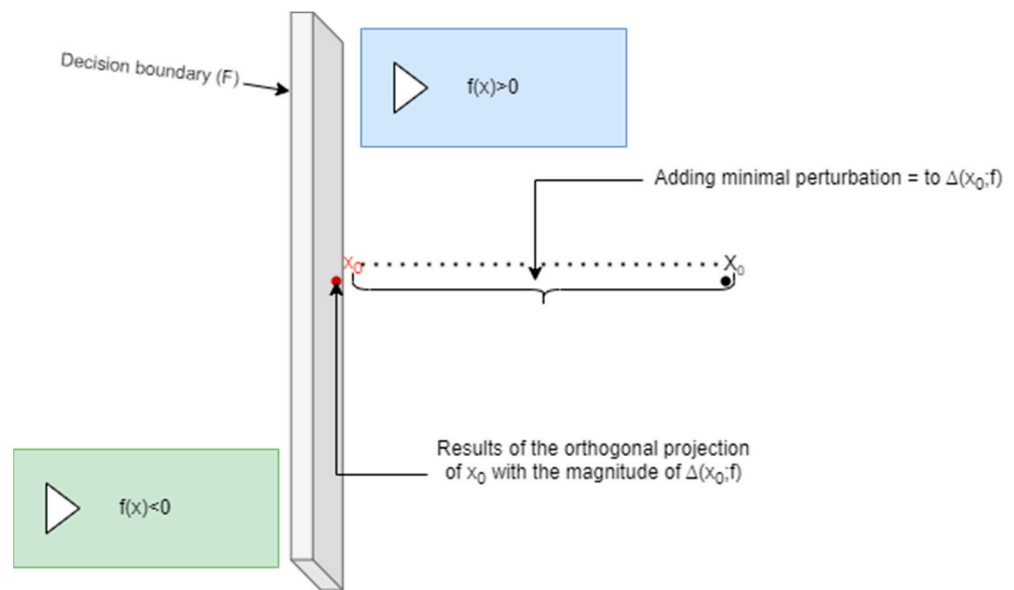 Decision boundary (F)
f(x)>0
Adding minimal perturbation = to Δ(x₀;f)
x₀
X₀
Results of the orthogonal projection
of x₀ with the magnitude of Δ(x₀;f)
f(x)<0